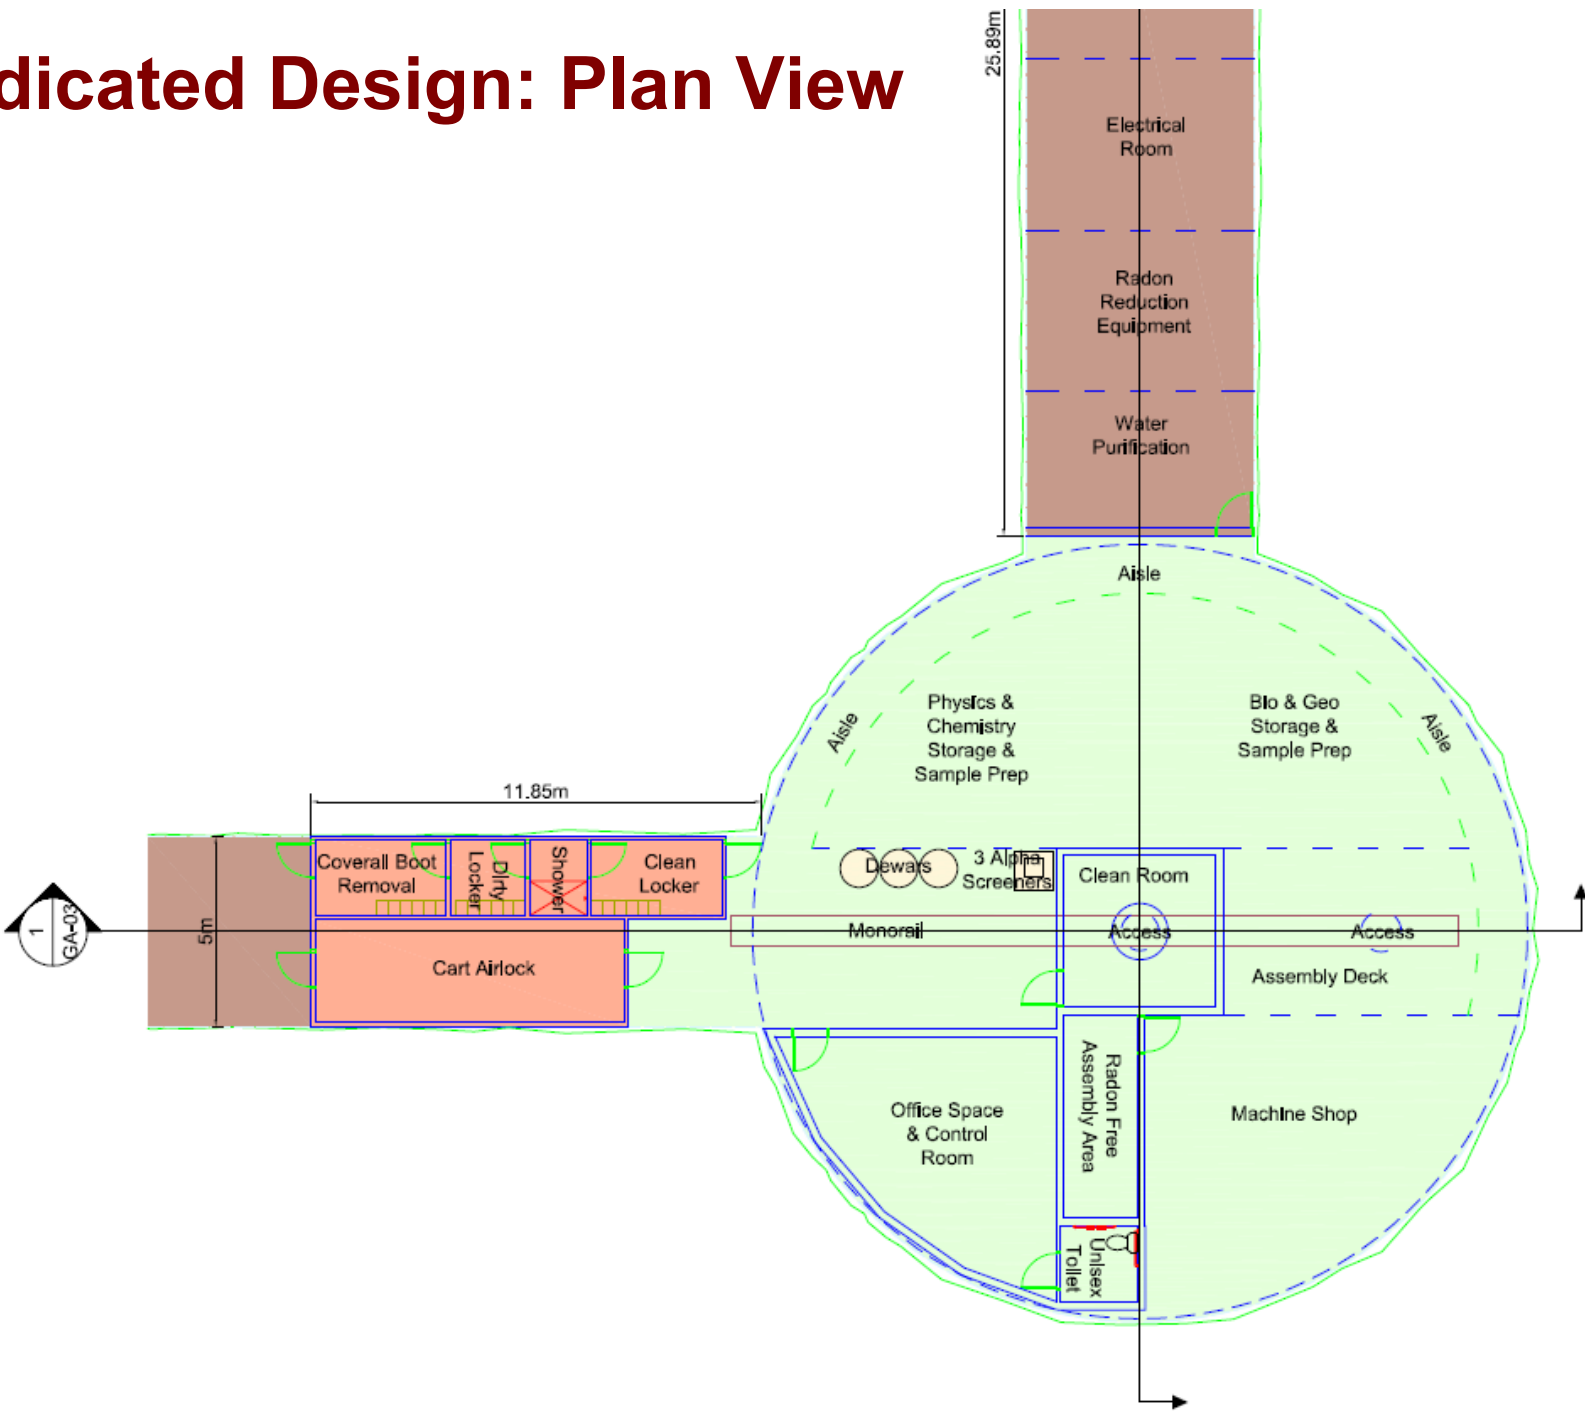 dicated Design: Plan View
25.89m
Electrical
Room
Radon
Reduction
Equipment
Water
Purification
Aisle
Aisle
Aisle
Physics &
Chemistry
Storage &
Sample Prep
Bio & Geo
Storage &
Sample Prep
11.85m
5m
Coverall Boot
Removal
Dirty
Locker
Shower
Clean
Locker
Cart Airlock
1
GA-03
Dewars
3 Alpha
Screeners
Clean Room
Monorail
Access
Access
Assembly Deck
Radon Free
Assembly Area
Office Space
& Control
Room
Machine Shop
Unisex
Toilet